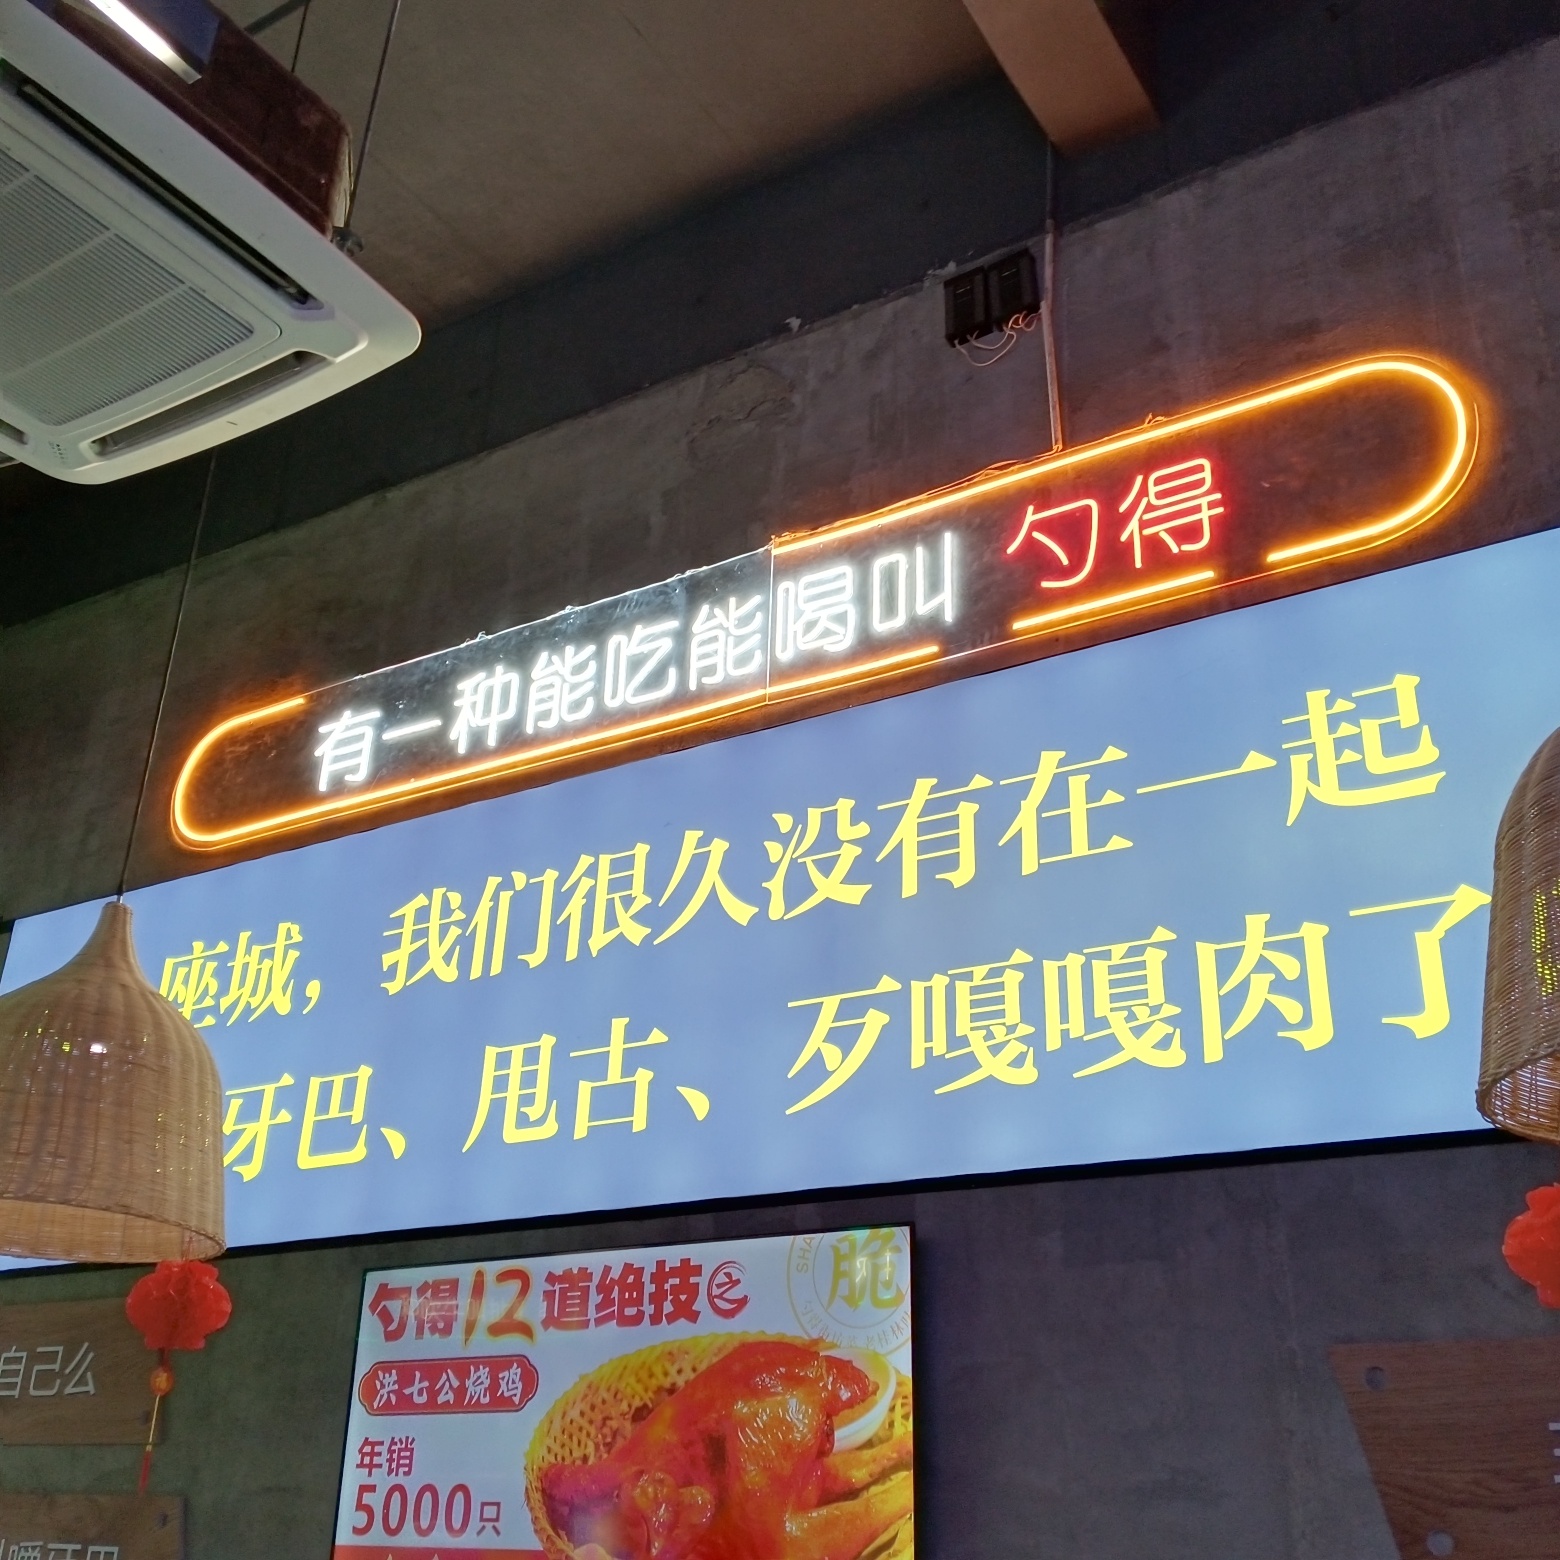 有一种能吃能喝叫 勺得
座城，我们很久没有在一起
牙巴、甩古、歹嘎嘎肉了
勺得12道绝技之
脆
SHA
洪七公烧鸡
年销
5000只
自己么